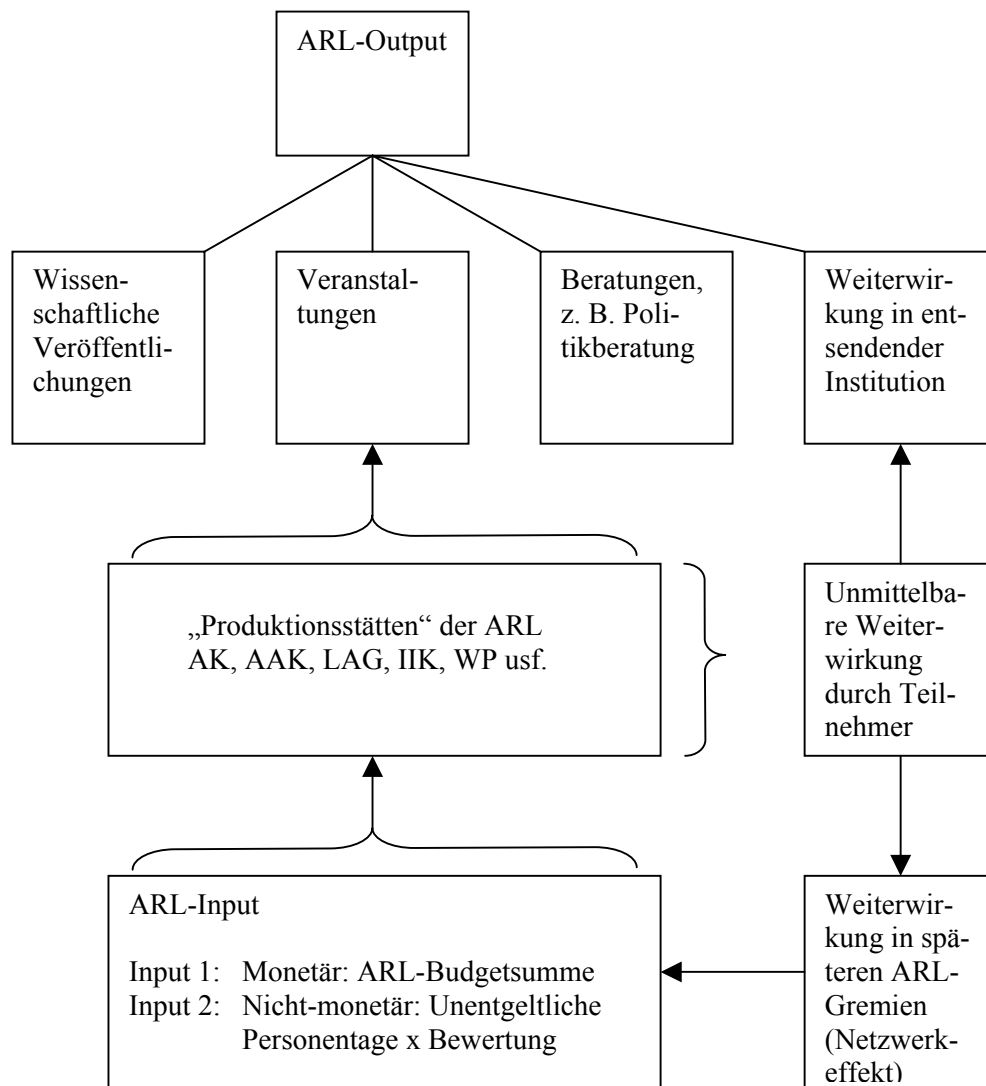 ARL-Output
Wissen-
schaftliche
Veröffentli-
chungen
Veranstal-
tungen
Beratungen,
z. B. Poli-
tikberatung
Weiterwir-
kung in ent-
sendender
Institution
„Produktionsstätten“ der ARL
AK, AAK, LAG, IIK, WP usf.
Unmittelba-
re Weiter-
wirkung
durch Teil-
nehmer
ARL-Input
Input 1: Monetär: ARL-Budgetsumme
Input 2: Nicht-monetär: Unentgeltliche
Personentage x Bewertung
Weiterwir-
kung in spä-
teren ARL-
Gremien
(Netzwerk-
effekt)